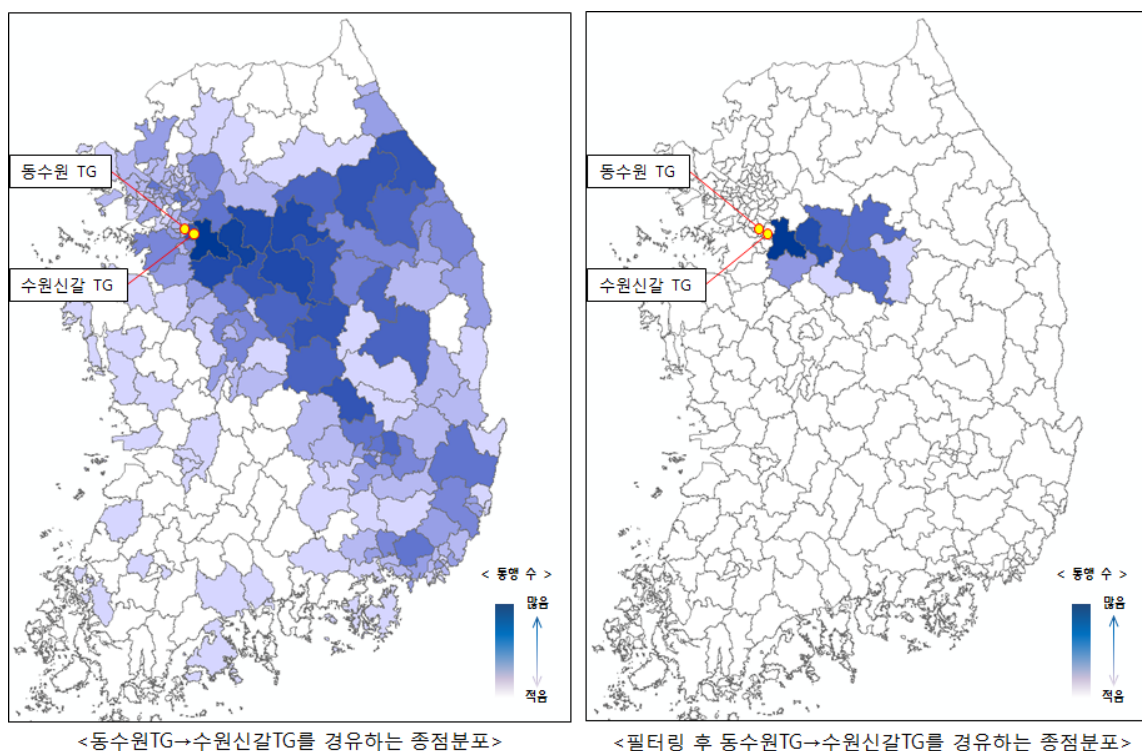 동수원 TG
수원신갈 TG
< 통행 수 >
많음
적음
<동수원TG→수원신갈TG를 경유하는 종점분포>
동수원 TG
수원신갈 TG
< 통행 수 >
많음
적음
<필터링 후 동수원TG→수원신갈TG를 경유하는 종점분포>